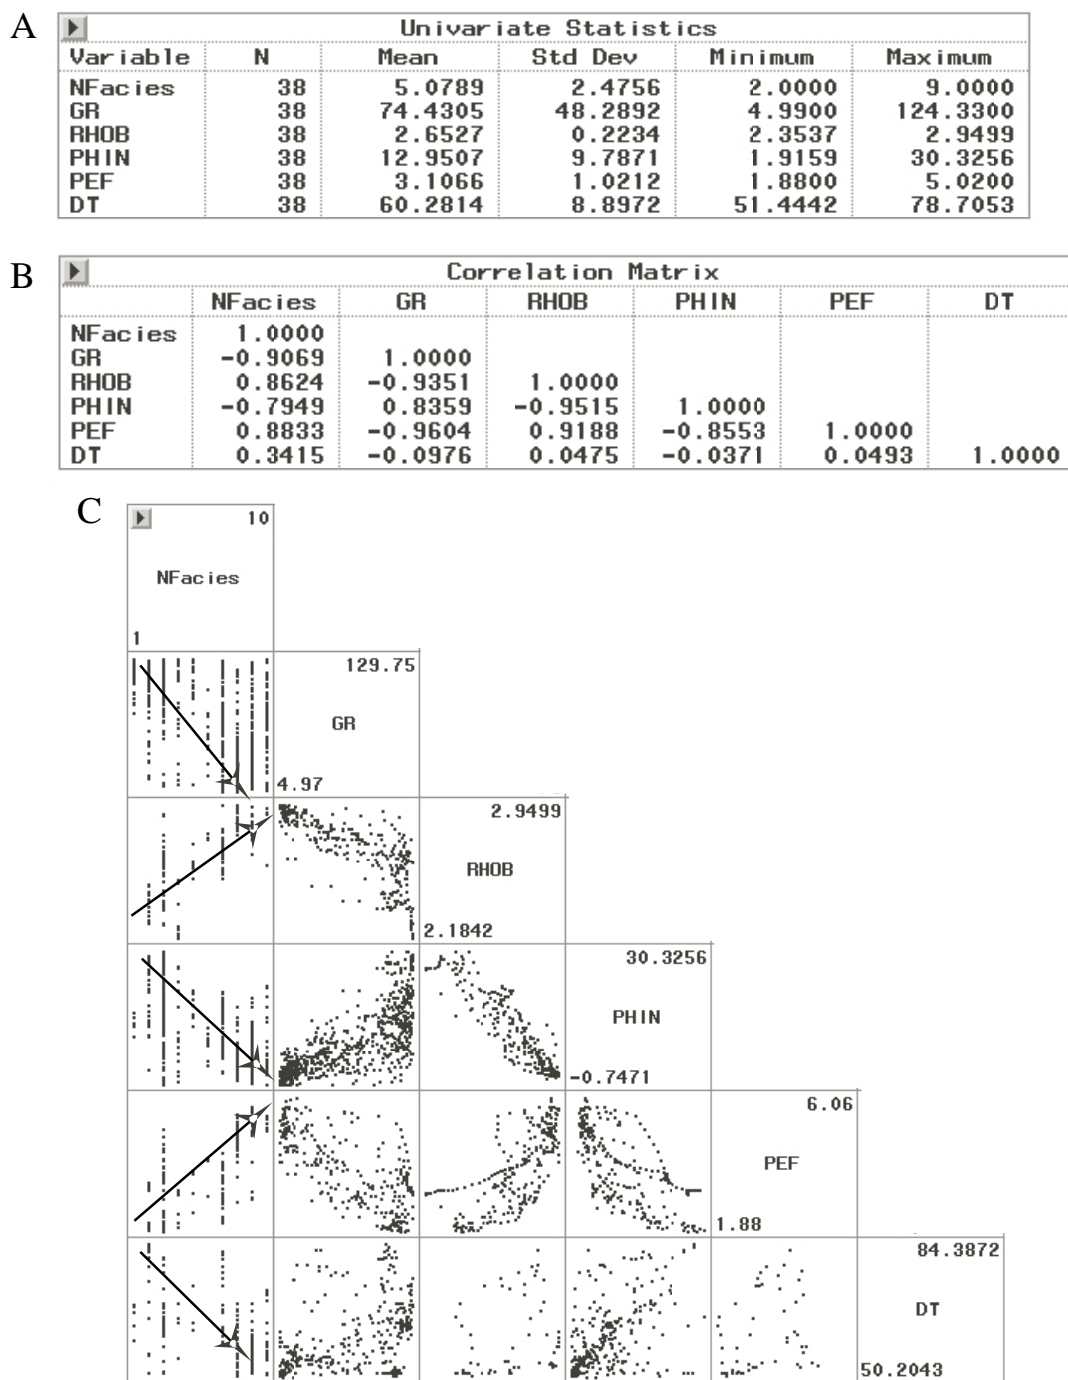 A
Univariate Statistics
Variable N Mean Std Dev Minimum Maximum
NFacies 38 5.0789 2.4756 2.0000 9.0000
GR 38 74.4305 48.2892 4.9900 124.3300
RHOB 38 2.6527 0.2234 2.3537 2.9499
PHIN 38 12.9507 9.7871 1.9159 30.3256
PEF 38 3.1066 1.0212 1.8800 5.0200
DT 38 60.2814 8.8972 51.4442 78.7053
B
Correlation Matrix
NFacies GR RHOB PHIN PEF DT
NFacies 1.0000
GR -0.9069 1.0000
RHOB 0.8624 -0.9351 1.0000
PHIN -0.7949 0.8359 -0.9515 1.0000
PEF 0.8833 -0.9604 0.9188 -0.8553 1.0000
DT 0.3415 -0.0976 0.0475 -0.0371 0.0493 1.0000
C
10
NFacies
1
129.75
GR
4.97
2.9499
RHOB
2.1842
30.3256
PHIN
-0.7471
6.06
PEF
1.88
84.3872
DT
50.2043